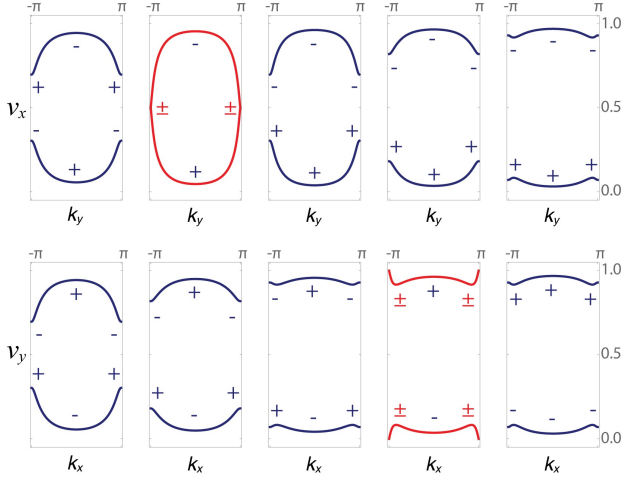 -π π -π π -π π -π π -π π
1.0
- - - - -
- -
+ + - - - -
νx ± ± 0.5
- - + +
+ + + +
+ + + + +
0.0
ky ky ky ky ky
-π π -π π -π π -π π -π π
1.0
+ + + + +
- - ± ± + +
- -
- -
νy 0.5
+ +
+ +
+ + ± ± - -
- - - - -
0.0
kx kx kx kx kx